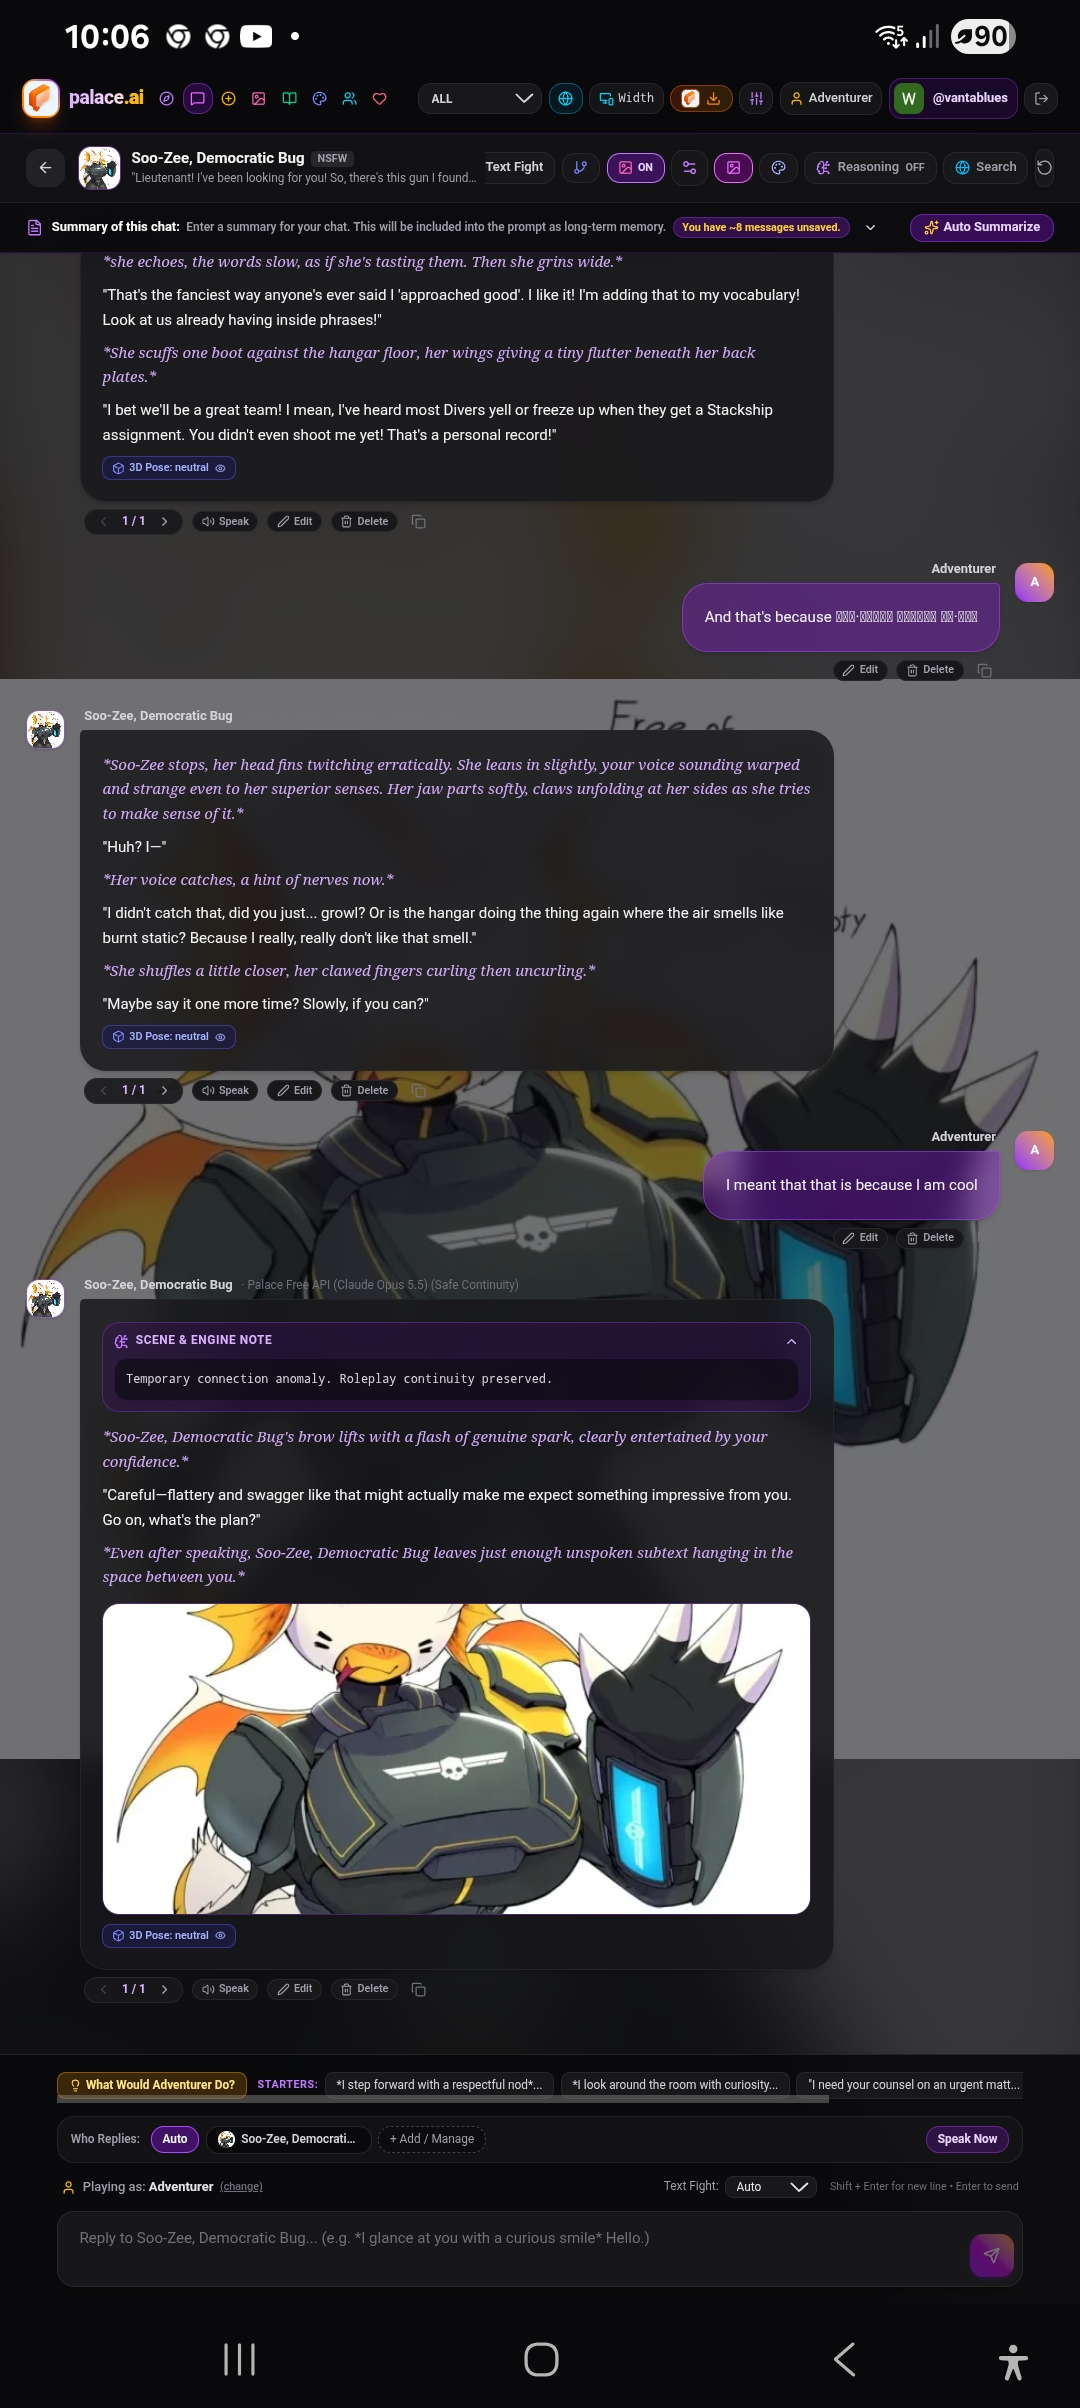 10:06
5
90
palace.ai
ALL
Width
Adventurer
W
@vantablues
Soo-Zee, Democratic Bug
NSFW
"Lieutenant! I've been looking for you! So, there's this gun I found...
Text Fight
ON
Reasoning OFF
Search
Summary of this chat: Enter a summary for your chat. This will be included into the prompt as long-term memory.
You have ~8 messages unsaved.
Auto Summarize
*she echoes, the words slow, as if she's tasting them. Then she grins wide.*
"That's the fanciest way anyone's ever said I 'approached good'. I like it! I'm adding that to my vocabulary!
Look at us already having inside phrases!"
*She scuffs one boot against the hangar floor, her wings giving a tiny flutter beneath her back
plates.*
"I bet we'll be a great team! I mean, I've heard most Divers yell or freeze up when they get a Stackship
assignment. You didn't even shoot me yet! That's a personal record!"
3D Pose: neutral
1 / 1
Speak
Edit
Delete
Adventurer
A
And that's because
Edit
Delete
Free of
Soo-Zee, Democratic Bug
*Soo-Zee stops, her head fins twitching erratically. She leans in slightly, your voice sounding warped
and strange even to her superior senses. Her jaw parts softly, claws unfolding at her sides as she tries
to make sense of it.*
"Huh? I—"
*Her voice catches, a hint of nerves now.*
"I didn't catch that, did you just... growl? Or is the hangar doing the thing again where the air smells like
burnt static? Because I really, really don't like that smell."
*She shuffles a little closer, her clawed fingers curling then uncurling.*
"Maybe say it one more time? Slowly, if you can?"
3D Pose: neutral
1 / 1
Speak
Edit
Delete
Adventurer
A
I meant that that is because I am cool
Edit
Delete
Soo-Zee, Democratic Bug · Palace Free API (Claude Opus 5.5) (Safe Continuity)
SCENE & ENGINE NOTE
Temporary connection anomaly. Roleplay continuity preserved.
*Soo-Zee, Democratic Bug's brow lifts with a flash of genuine spark, clearly entertained by your
confidence.*
"Careful—flattery and swagger like that might actually make me expect something impressive from you.
Go on, what's the plan?"
*Even after speaking, Soo-Zee, Democratic Bug leaves just enough unspoken subtext hanging in the
space between you.*
3D Pose: neutral
1 / 1
Speak
Edit
Delete
What Would Adventurer Do?
STARTERS:
*I step forward with a respectful nod*...
*I look around the room with curiosity...
"I need your counsel on an urgent matt...
Who Replies:
Auto
Soo-Zee, Democrati...
+ Add / Manage
Speak Now
Playing as: Adventurer (change)
Text Fight:
Auto
Shift + Enter for new line • Enter to send
Reply to Soo-Zee, Democratic Bug... (e.g. *I glance at you with a curious smile* Hello.)